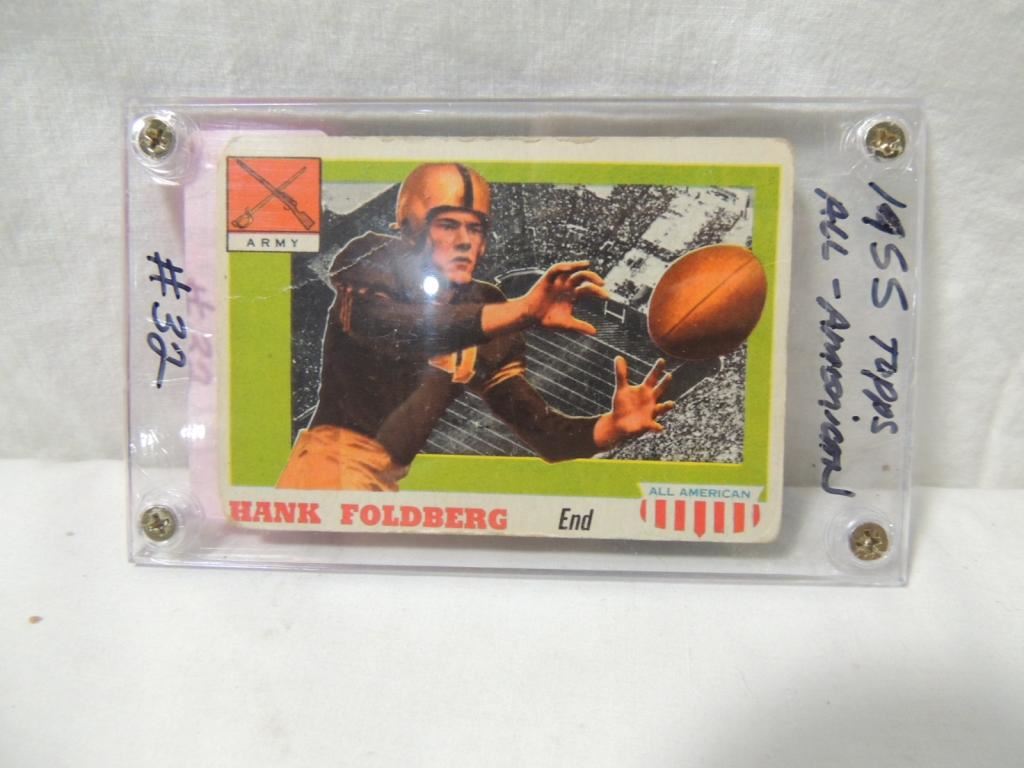 ARMY
HANK FOLDBERG
End
ALL AMERICAN
#32
1955 TOPPS
ALL-AMERICAN